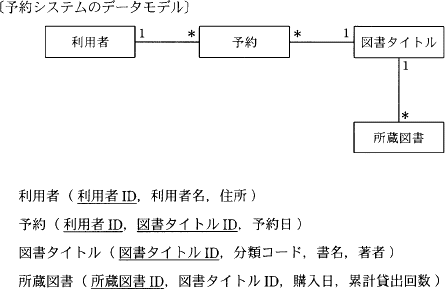 〔予約システムのデータモデル〕
利用者 1 * 予約 * 1 図書タイトル
1
*
所蔵図書
利用者（利用者ID，利用者名，住所）
予約（利用者ID，図書タイトルID，予約日）
図書タイトル（図書タイトルID，分類コード，書名，著者）
所蔵図書（所蔵図書ID，図書タイトルID，購入日，累計貸出回数）